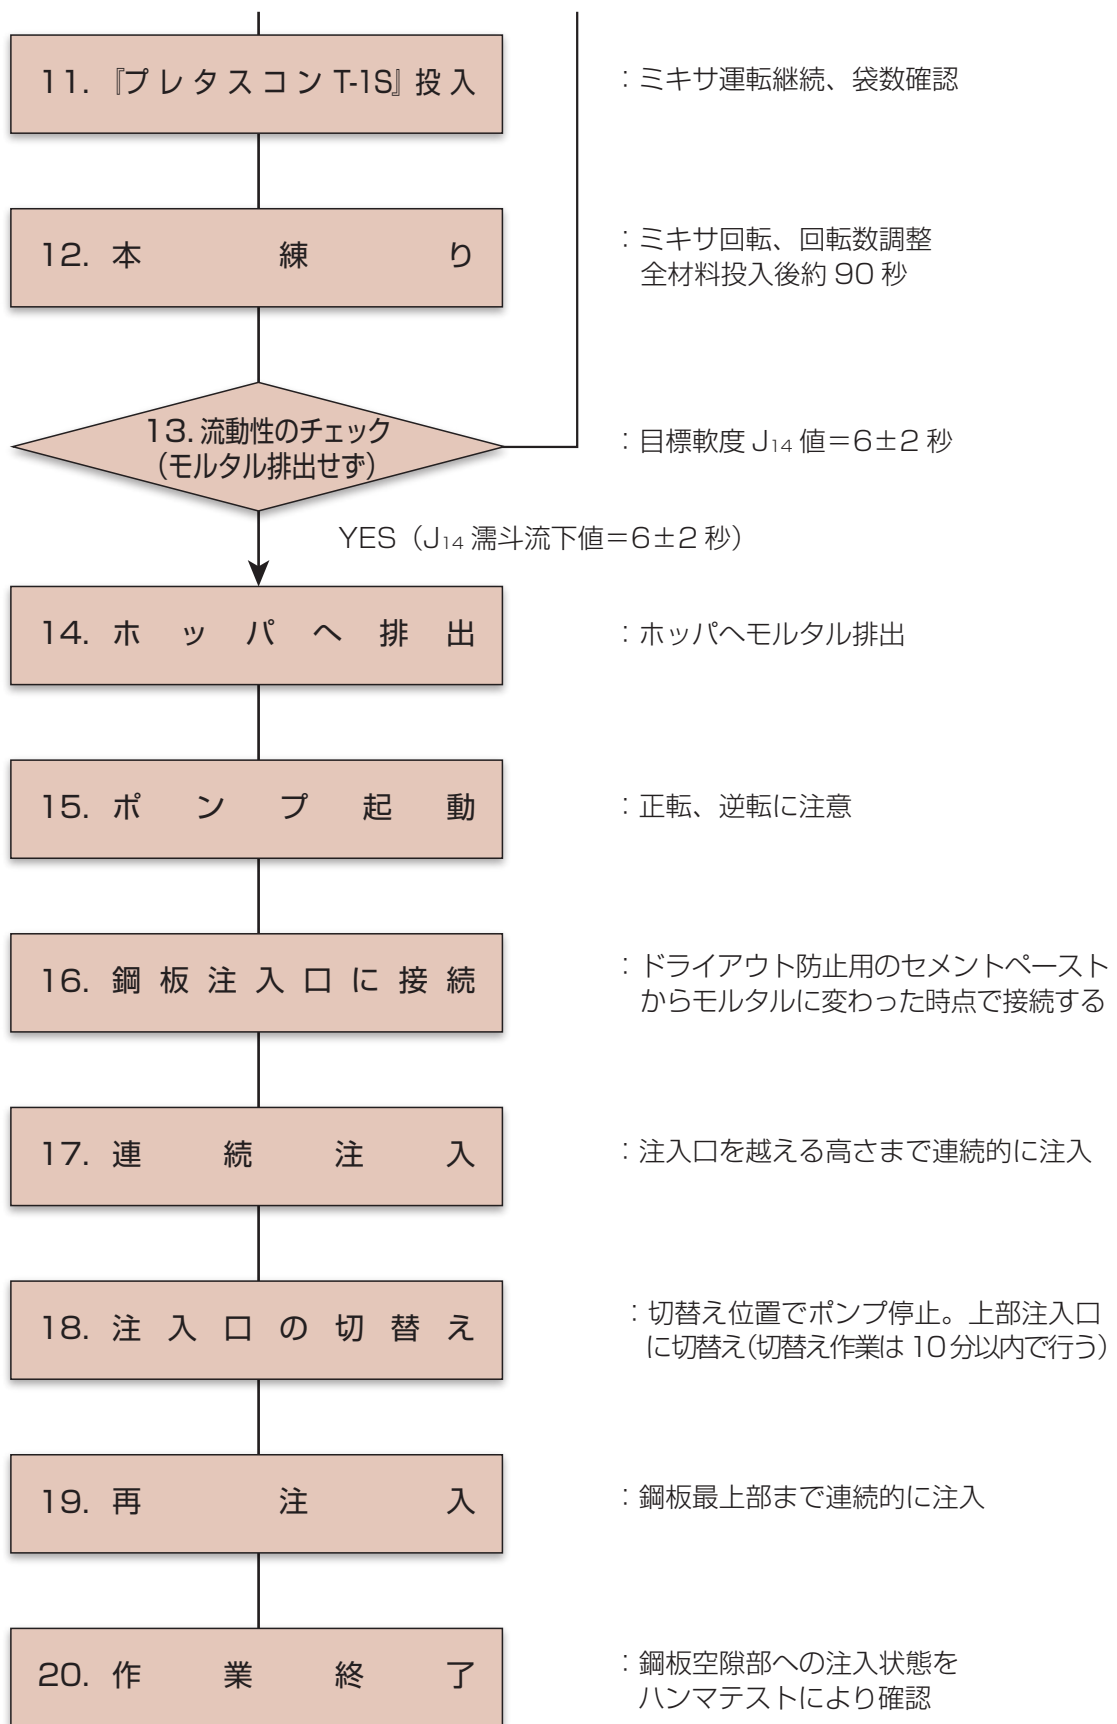 11. 『プレタスコン T-1S』 投入
：ミキサ運転継続、袋数確認
12. 本練り
：ミキサ回転、回転数調整
全材料投入後約 90 秒
13. 流動性のチェック
(モルタル排出せず)
：目標軟度 J₁₄ 値＝6±2 秒
YES（J₁₄ 濡斗流下値＝6±2 秒）
14. ホッパへ排出
：ホッパへモルタル排出
15. ポンプ起動
：正転、逆転に注意
16. 鋼板注入口に接続
：ドライアウト防止用のセメントペースト
からモルタルに変わった時点で接続する
17. 連続注入
：注入口を越える高さまで連続的に注入
18. 注入口の切替え
：切替え位置でポンプ停止。上部注入口
に切替え(切替え作業は 10 分以内で行う)
19. 再注入
：鋼板最上部まで連続的に注入
20. 作業終了
：鋼板空隙部への注入状態を
ハンマテストにより確認